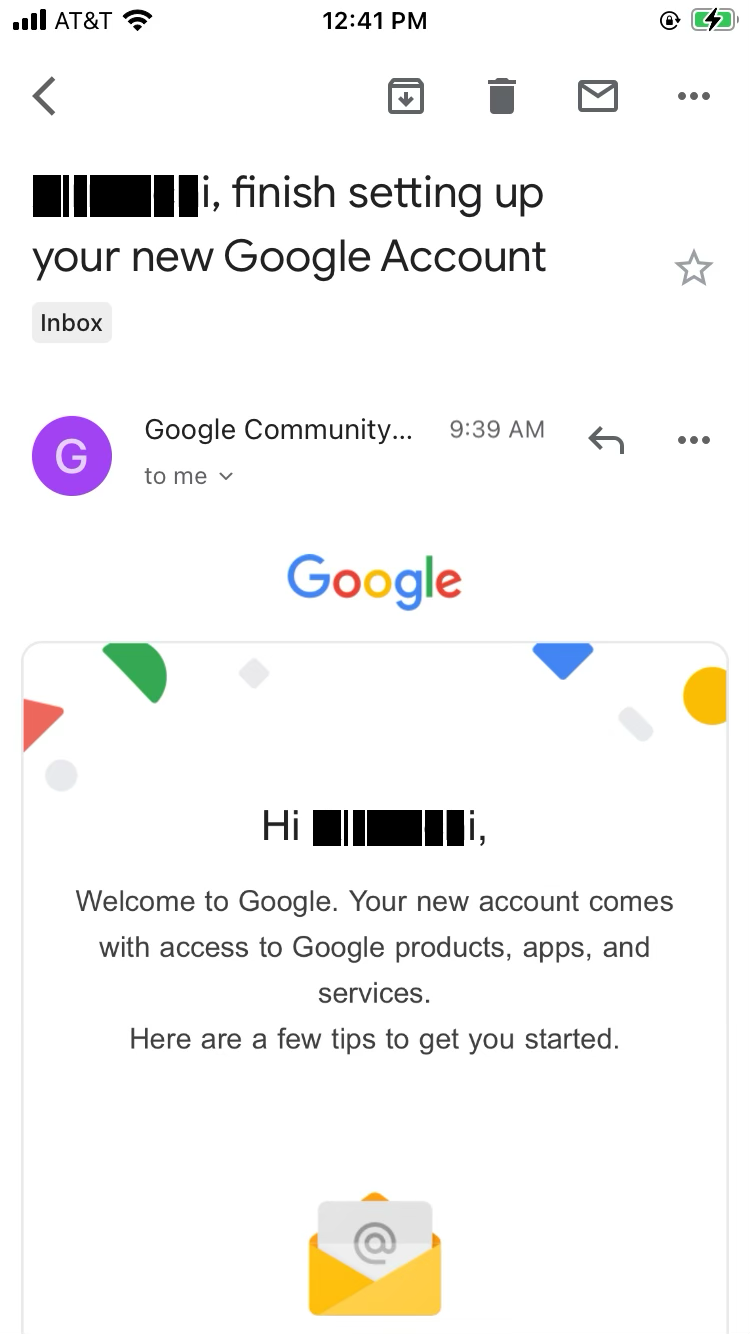 AT&T 12:41 PM
i, finish setting up
your new Google Account
Inbox
G
Google Community... 9:39 AM
to me
Google
Hi i,
Welcome to Google. Your new account comes
with access to Google products, apps, and
services.
Here are a few tips to get you started.
@